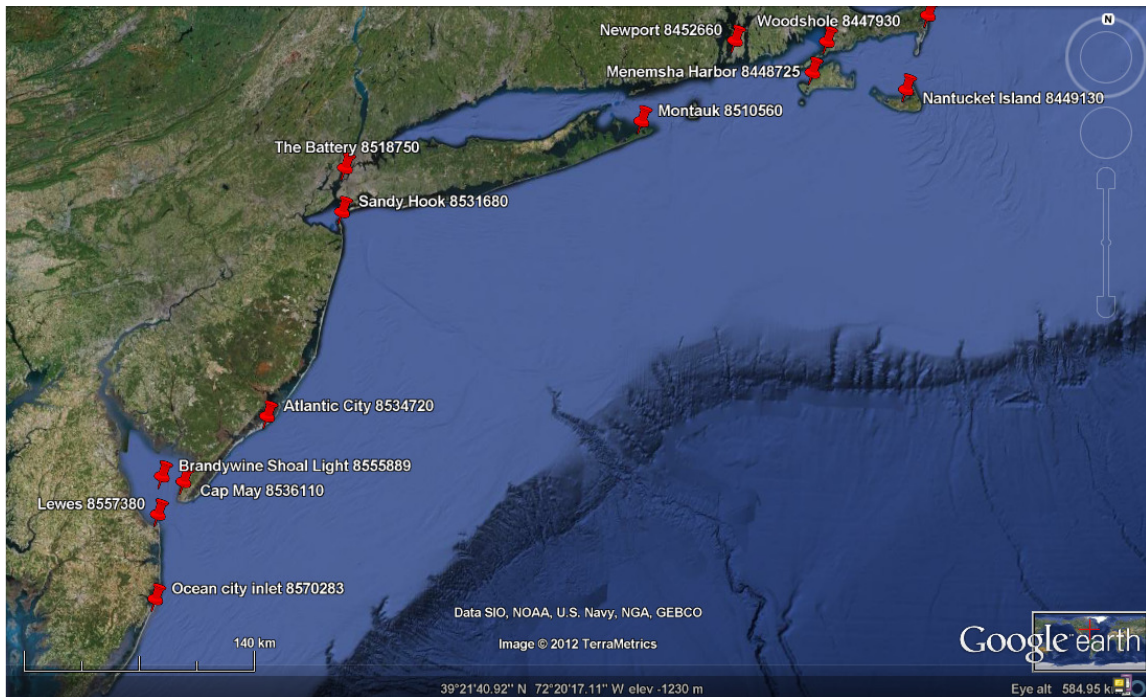 N
Woodshole 8447930
Newport 8452660
Menemsha Harbor 8448725
Nantucket Island 8449130
Montauk 8510560
The Battery 8518750
Sandy Hook 8531680
Atlantic City 8534720
Brandywine Shoal Light 8555889
Cap May 8536110
Lewes 8557380
Ocean city inlet 8570283
Data SIO, NOAA, U.S. Navy, NGA, GEBCO
140 km
Image © 2012 TerraMetrics
Google earth
39°21'40.92" N 72°20'17.11" W elev -1230 m
Eye alt 584.95